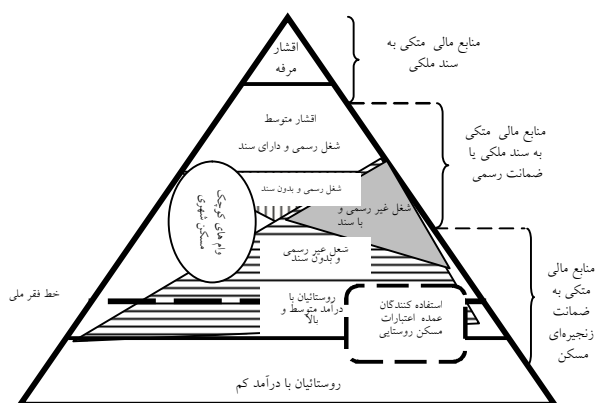 اقشار
مرفه
منابع مالی متکی به
سند ملکی
اقشار متوسط
شغل رسمی و دارای سند
منابع مالی متکی
به سند ملکی یا
ضمانت رسمی
شغل رسمی و بدون سند
وام های کوچک
مسکن شهری
شغل غیر رسمی و
با سند
شغل غیر رسمی
و بدون سند
منابع مالی
متکی به
ضمانت
زنجیره‌ای
مسکن
خط فقر ملی
روستائیان با
درآمد متوسط و
بالا
استفاده کنندگان
عمده اعتبارات
مسکن روستایی
روستائیان با درآمد کم